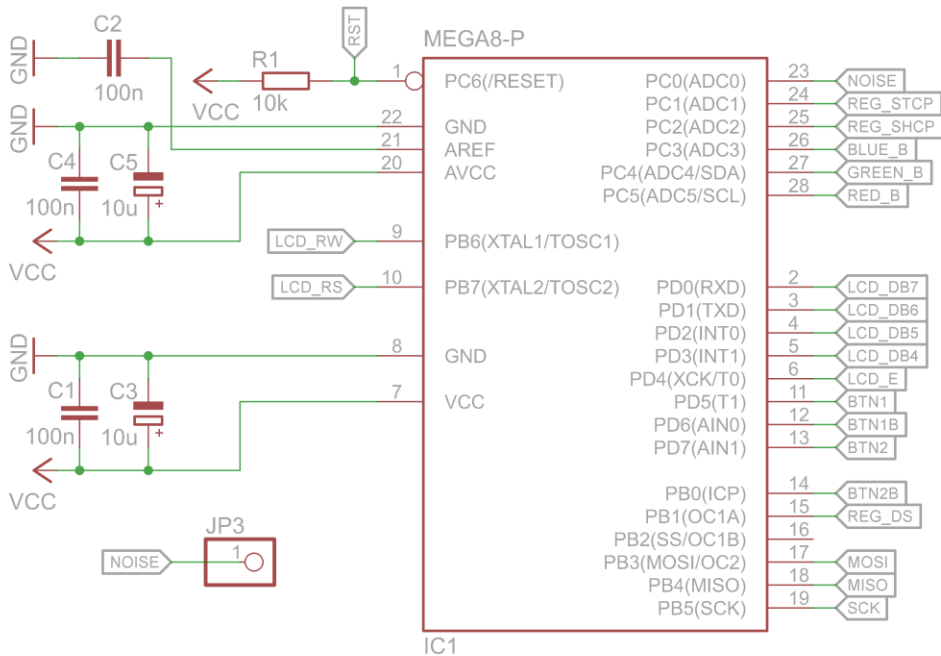 C2
GND
100n
RST
R1
10k
VCC
GND
C4
C5
100n
10u
+
VCC
LCD_RW
LCD_RS
GND
C1
C3
100n
10u
+
VCC
JP3
NOISE
1
MEGA8-P
1 PC6(/RESET)
22 GND
21 AREF
20 AVCC
9 PB6(XTAL1/TOSC1)
10 PB7(XTAL2/TOSC2)
8 GND
7 VCC
PC0(ADC0) 23 NOISE
PC1(ADC1) 24 REG_STCP
PC2(ADC2) 25 REG_SHCP
PC3(ADC3) 26 BLUE_B
PC4(ADC4/SDA) 27 GREEN_B
PC5(ADC5/SCL) 28 RED_B
PD0(RXD) 2 LCD_DB7
PD1(TXD) 3 LCD_DB6
PD2(INT0) 4 LCD_DB5
PD3(INT1) 5 LCD_DB4
PD4(XCK/T0) 6 LCD_E
PD5(T1) 11 BTN1
PD6(AIN0) 12 BTN1B
PD7(AIN1) 13 BTN2
PB0(ICP) 14 BTN2B
PB1(OC1A) 15 REG_DS
PB2(SS/OC1B) 16
PB3(MOSI/OC2) 17 MOSI
PB4(MISO) 18 MISO
PB5(SCK) 19 SCK
IC1